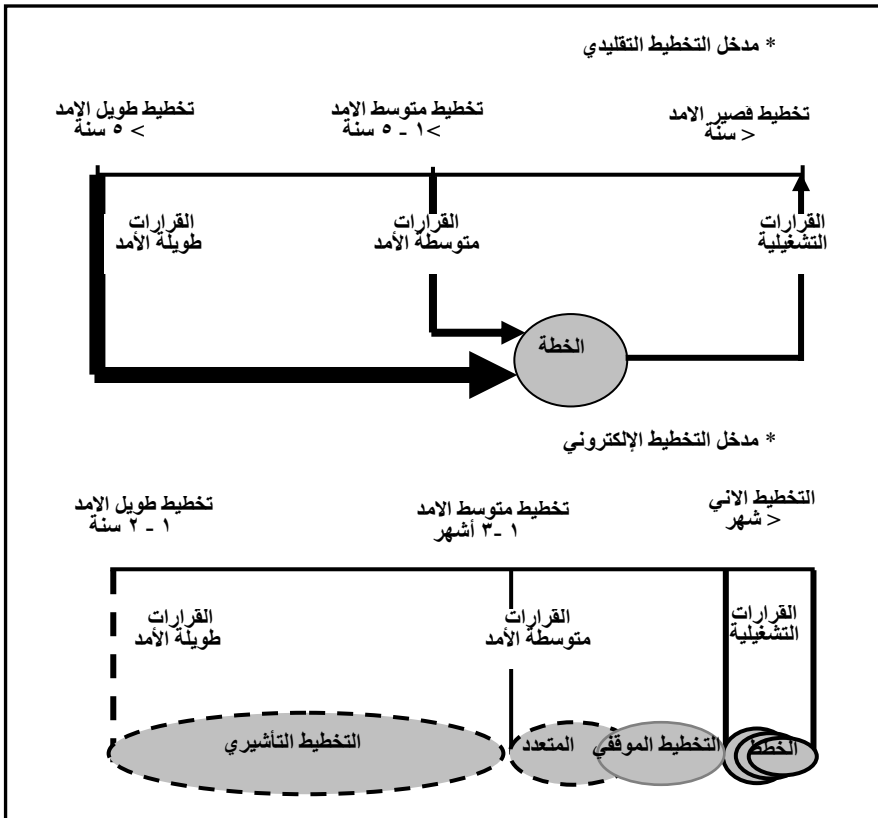 * مدخل التخطيط التقليدي
تخطيط قصير الامد
< سنة
تخطيط متوسط الامد
>١ - ٥ سنة
تخطيط طويل الامد
> ٥ سنة
القرارات
التشغيلية
القرارات
متوسطة الأمد
القرارات
طويلة الأمد
الخطة
* مدخل التخطيط الإلكتروني
التخطيط الاني
< شهر
تخطيط متوسط الامد
١ -٣ أشهر
تخطيط طويل الامد
١ - ٢ سنة
القرارات
التشغيلية
القرارات
متوسطة الأمد
القرارات
طويلة الأمد
الخطط
التخطيط الموقفي
المتعدد
التخطيط التأشيري